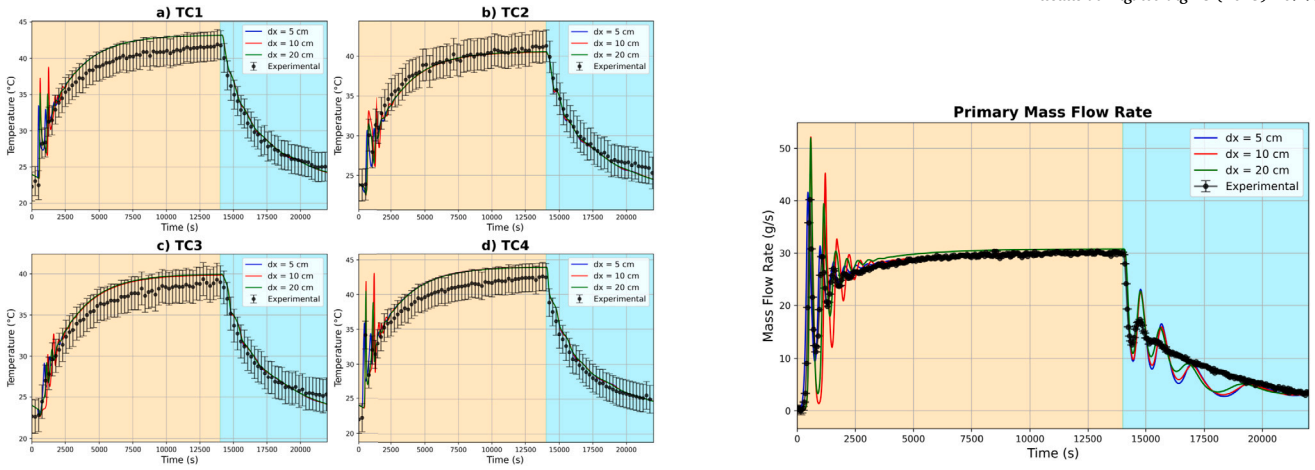 a) TC1
45
40
35
30
25
20
Temperature (°C)
0 2500 5000 7500 10000 12500 15000 17500 20000
Time (s)
dx = 5 cm
dx = 10 cm
dx = 20 cm
Experimental
b) TC2
45
40
35
30
25
Temperature (°C)
0 2500 5000 7500 10000 12500 15000 17500 20000
Time (s)
dx = 5 cm
dx = 10 cm
dx = 20 cm
Experimental
c) TC3
40
35
30
25
20
Temperature (°C)
0 2500 5000 7500 10000 12500 15000 17500 20000
Time (s)
dx = 5 cm
dx = 10 cm
dx = 20 cm
Experimental
d) TC4
45
40
35
30
25
20
Temperature (°C)
0 2500 5000 7500 10000 12500 15000 17500 20000
Time (s)
dx = 5 cm
dx = 10 cm
dx = 20 cm
Experimental
Primary Mass Flow Rate
50
40
30
20
10
0
Mass Flow Rate (g/s)
0 2500 5000 7500 10000 12500 15000 17500 20000
Time (s)
dx = 5 cm
dx = 10 cm
dx = 20 cm
Experimental